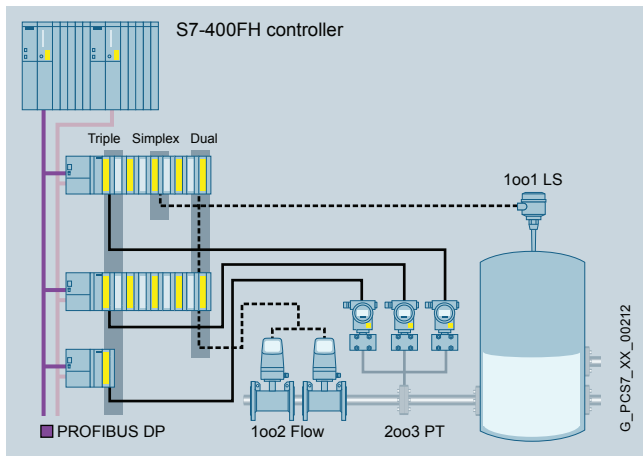 S7-400FH controller
Triple Simplex Dual
1oo1 LS
1oo2 Flow
2oo3 PT
PROFIBUS DP
G_PCS7_XX_00212